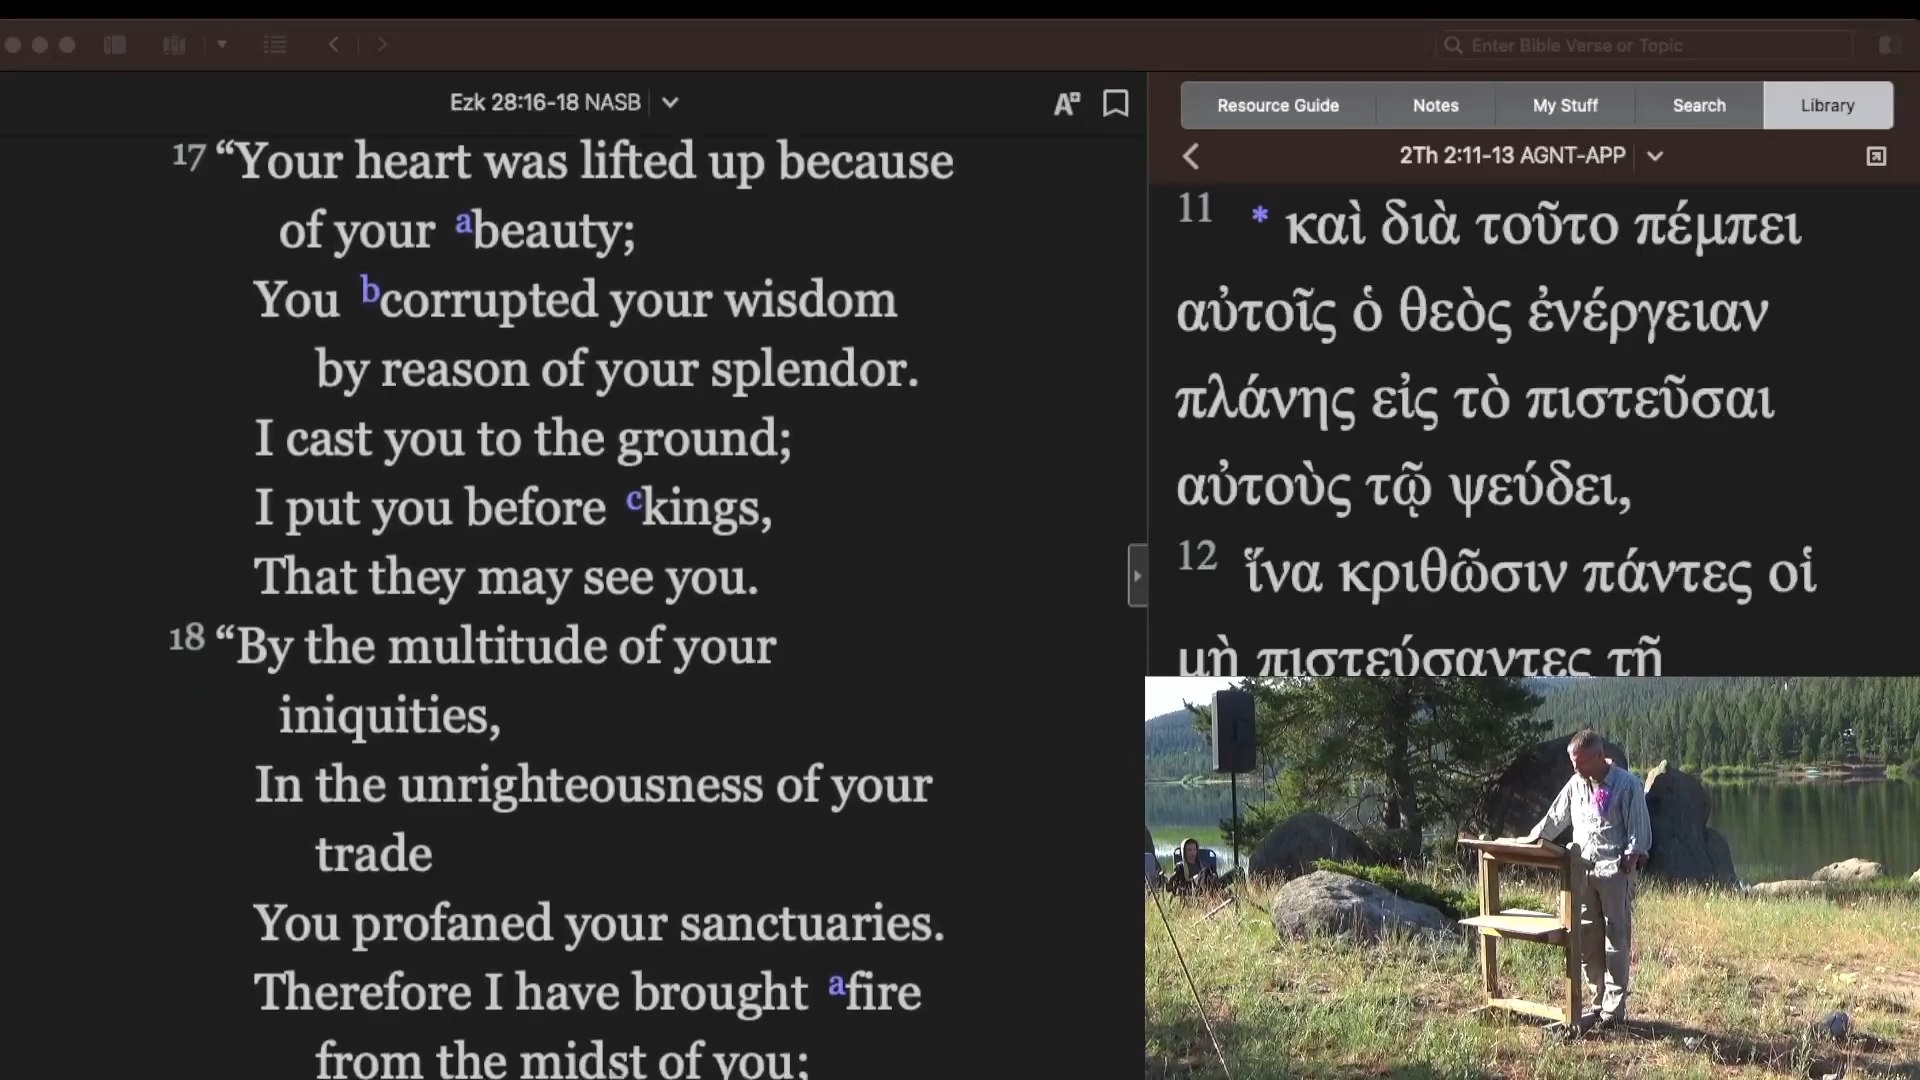 Enter Bible Verse or Topic
Ezk 28:16-18 NASB
17 “Your heart was lifted up because
of your abeauty;
You bcorrupted your wisdom
by reason of your splendor.
I cast you to the ground;
I put you before ckings,
That they may see you.
18 “By the multitude of your
iniquities,
In the unrighteousness of your
trade
You profaned your sanctuaries.
Therefore I have brought afire
from the midst of you;
Resource Guide Notes My Stuff Search Library
2Th 2:11-13 AGNT-APP
11 * καὶ διὰ τοῦτο πέμπει
αὐτοῖς ὁ θεὸς ἐνέργειαν
πλάνης εἰς τὸ πιστεῦσαι
αὐτοὺς τῷ ψεύδει,
12 ἵνα κριθῶσιν πάντες οἱ
μὴ πιστεύσαντες τῇ